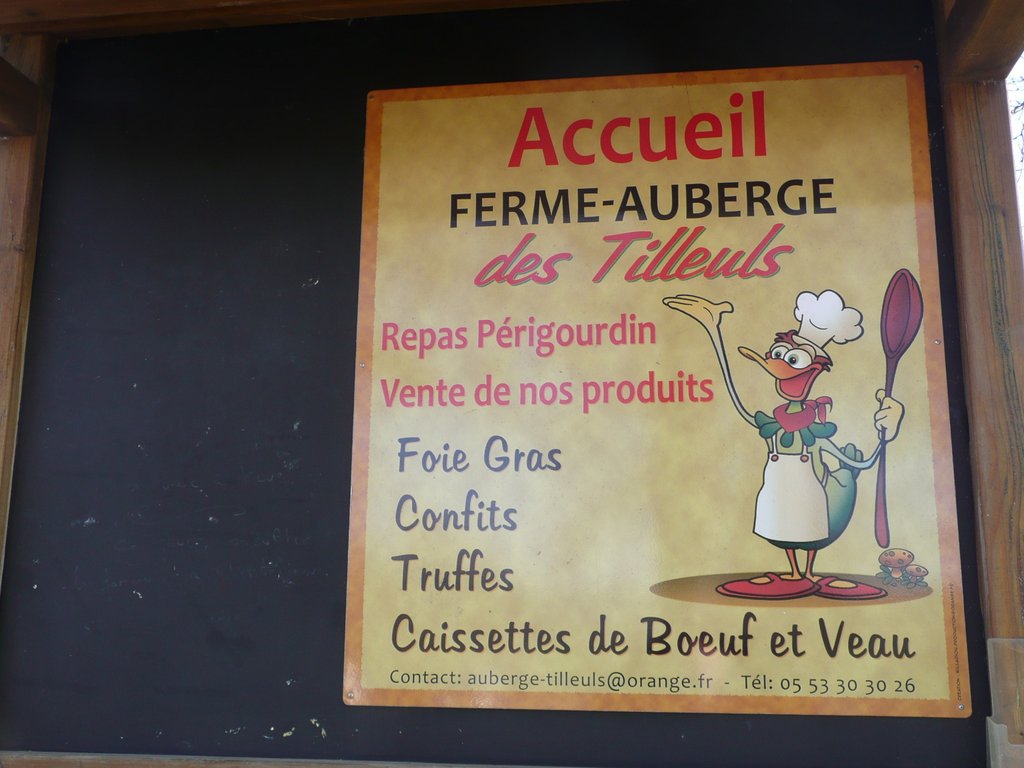 Accueil
FERME-AUBERGE
des Tilleuls
Repas Périgourdin
Vente de nos produits
Foie Gras
Confits
Truffes
Caissettes de Boeuf et Veau
Contact: auberge-tilleuls@orange.fr - Tél: 05 53 30 30 26